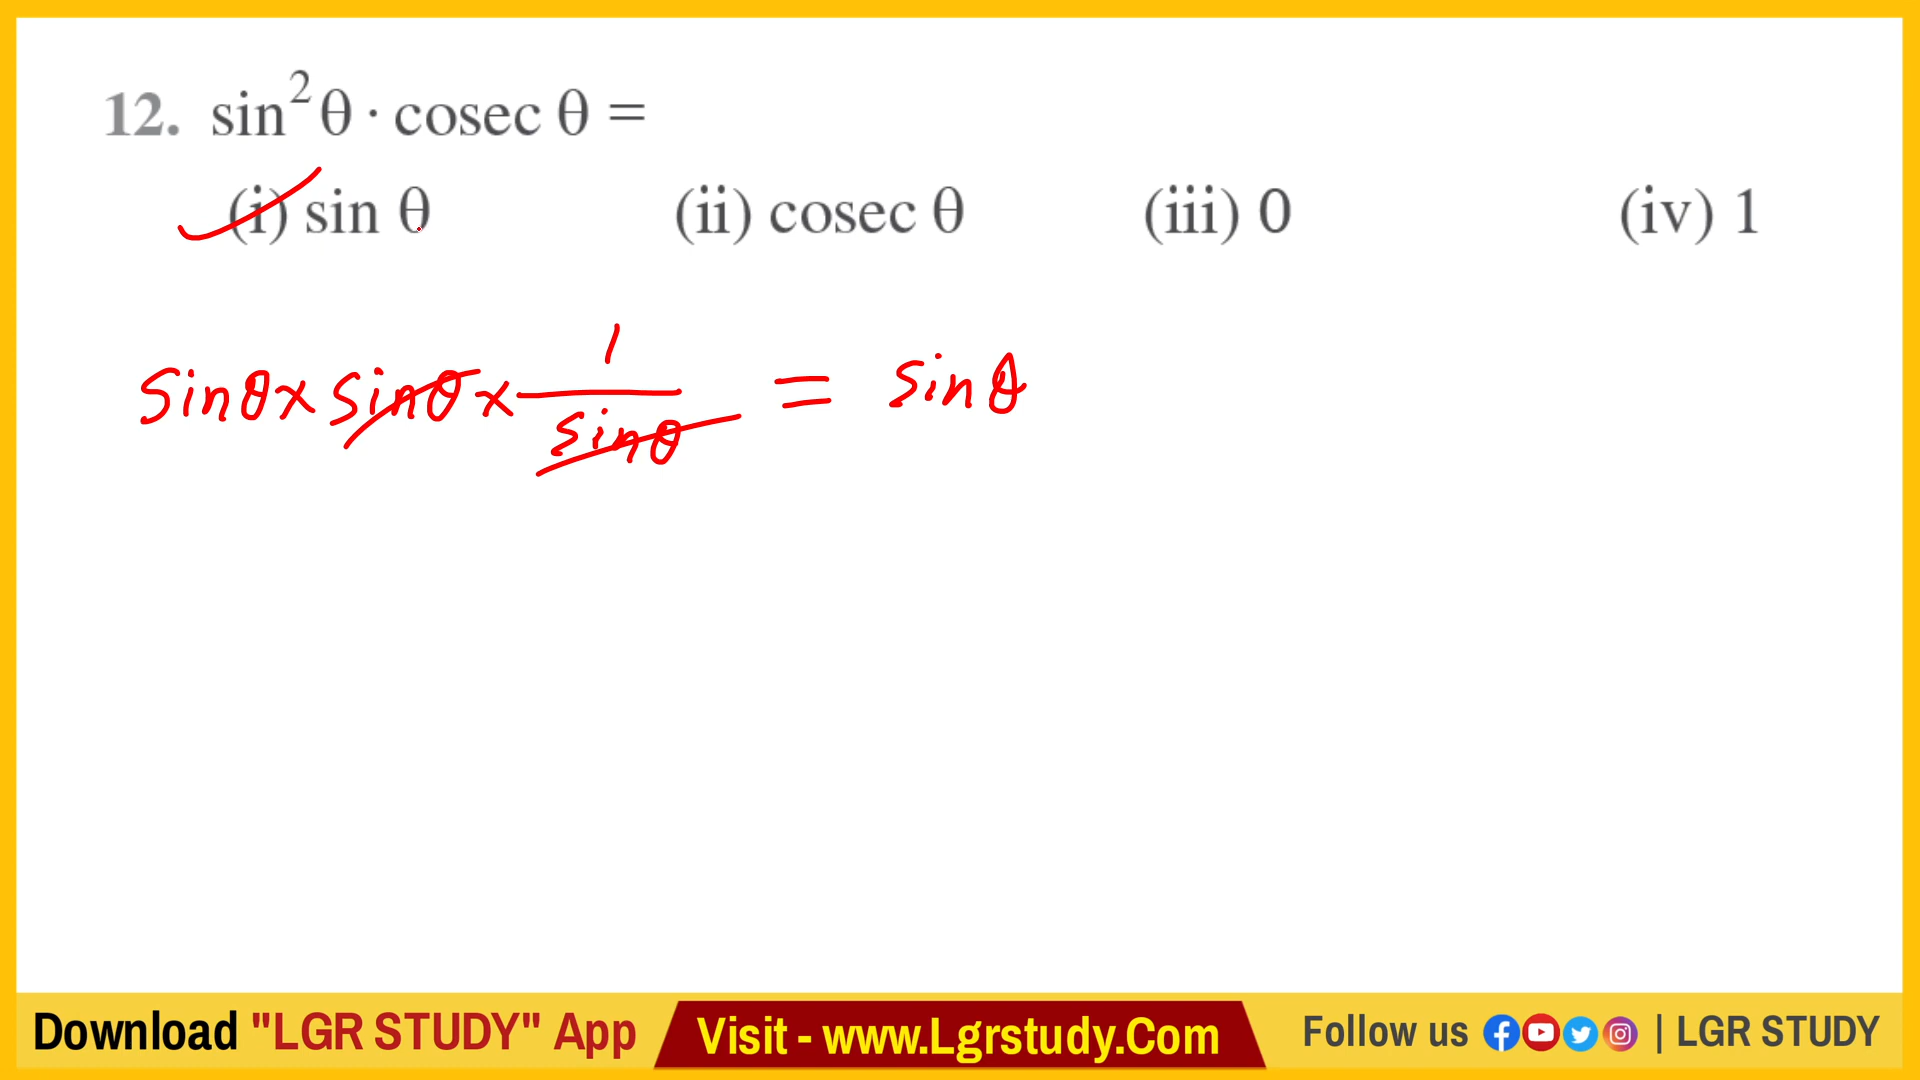 12. sin²θ · cosec θ =
(i) sin θ (ii) cosec θ (iii) 0 (iv) 1
sinθ x sinθ x 1/sinθ = sinθ
Download "LGR STUDY" App Visit - www.Lgrstudy.Com Follow us | LGR STUDY